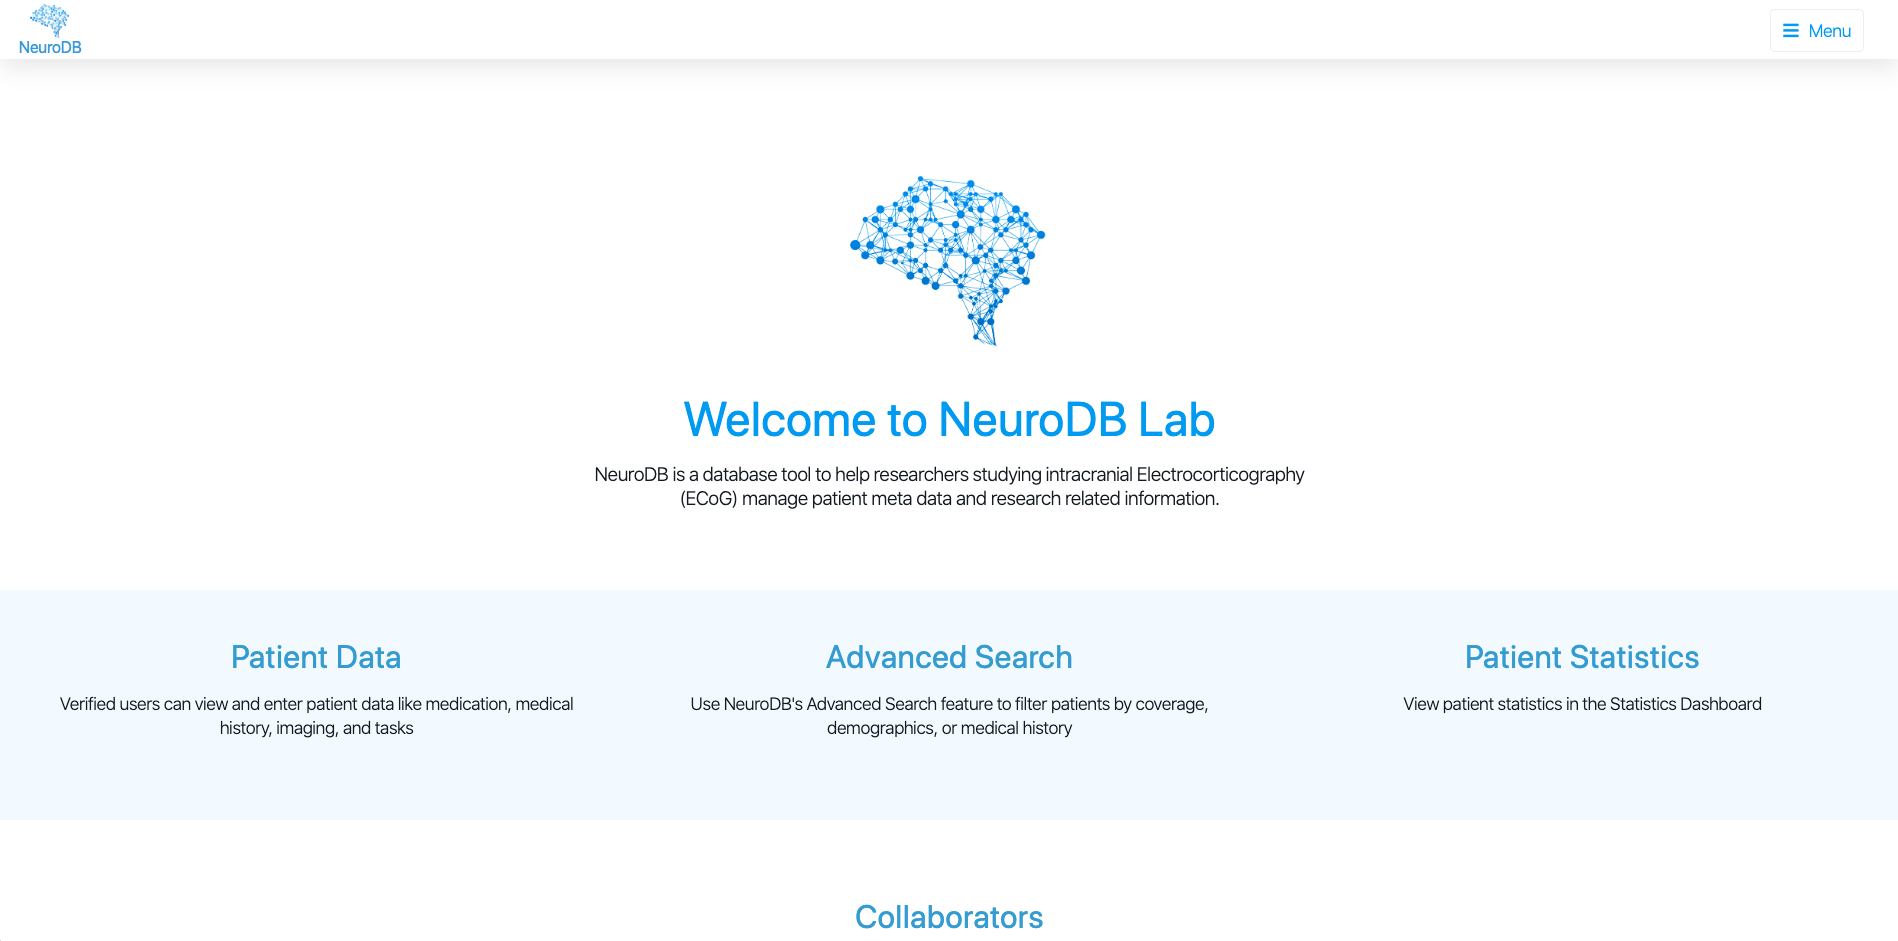 NeuroDB
Menu
Welcome to NeuroDB Lab
NeuroDB is a database tool to help researchers studying intracranial Electrocorticography
(ECoG) manage patient meta data and research related information.
Patient Data
Verified users can view and enter patient data like medication, medical
history, imaging, and tasks
Advanced Search
Use NeuroDB's Advanced Search feature to filter patients by coverage,
demographics, or medical history
Patient Statistics
View patient statistics in the Statistics Dashboard
Collaborators